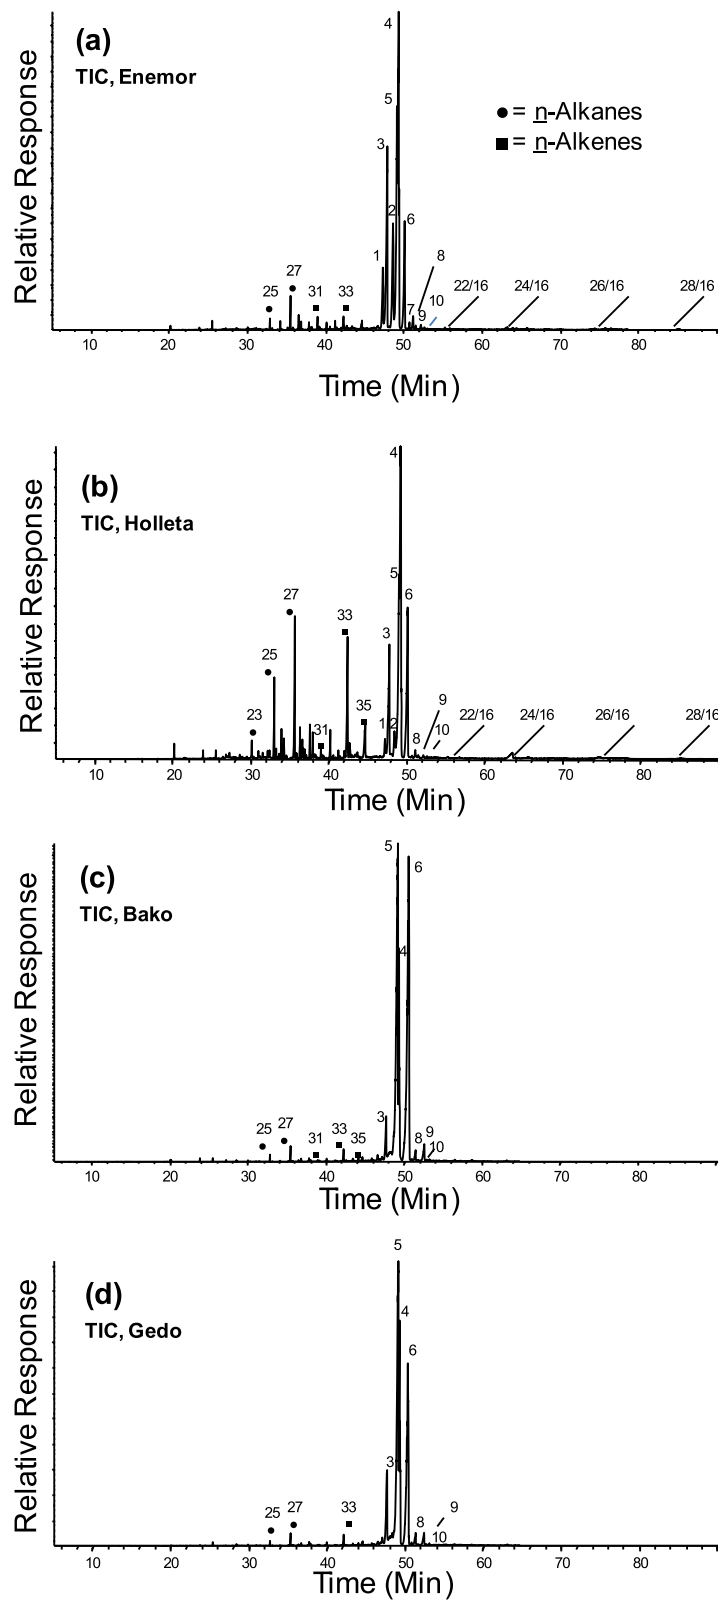 (a)
TIC, Enemor
Relative Response
● = n-Alkanes
■ = n-Alkenes
4
5
3
2
6
1
8
27
25
31
33
7
9
10
22/16
24/16
26/16
28/16
10 20 30 40 50 60 70 80
Time (Min)
(b)
TIC, Holleta
Relative Response
4
5
27
6
33
3
25
35
23
31
1
2
8
9
10
22/16
24/16
26/16
28/16
10 20 30 40 50 60 70 80
Time (Min)
(c)
TIC, Bako
Relative Response
5
6
4
3
25
27
31
33
35
8
9
10
10 20 30 40 50 60 70 80
Time (Min)
(d)
TIC, Gedo
Relative Response
5
4
6
3
25
27
33
8
9
10
10 20 30 40 50 60 70 80
Time (Min)